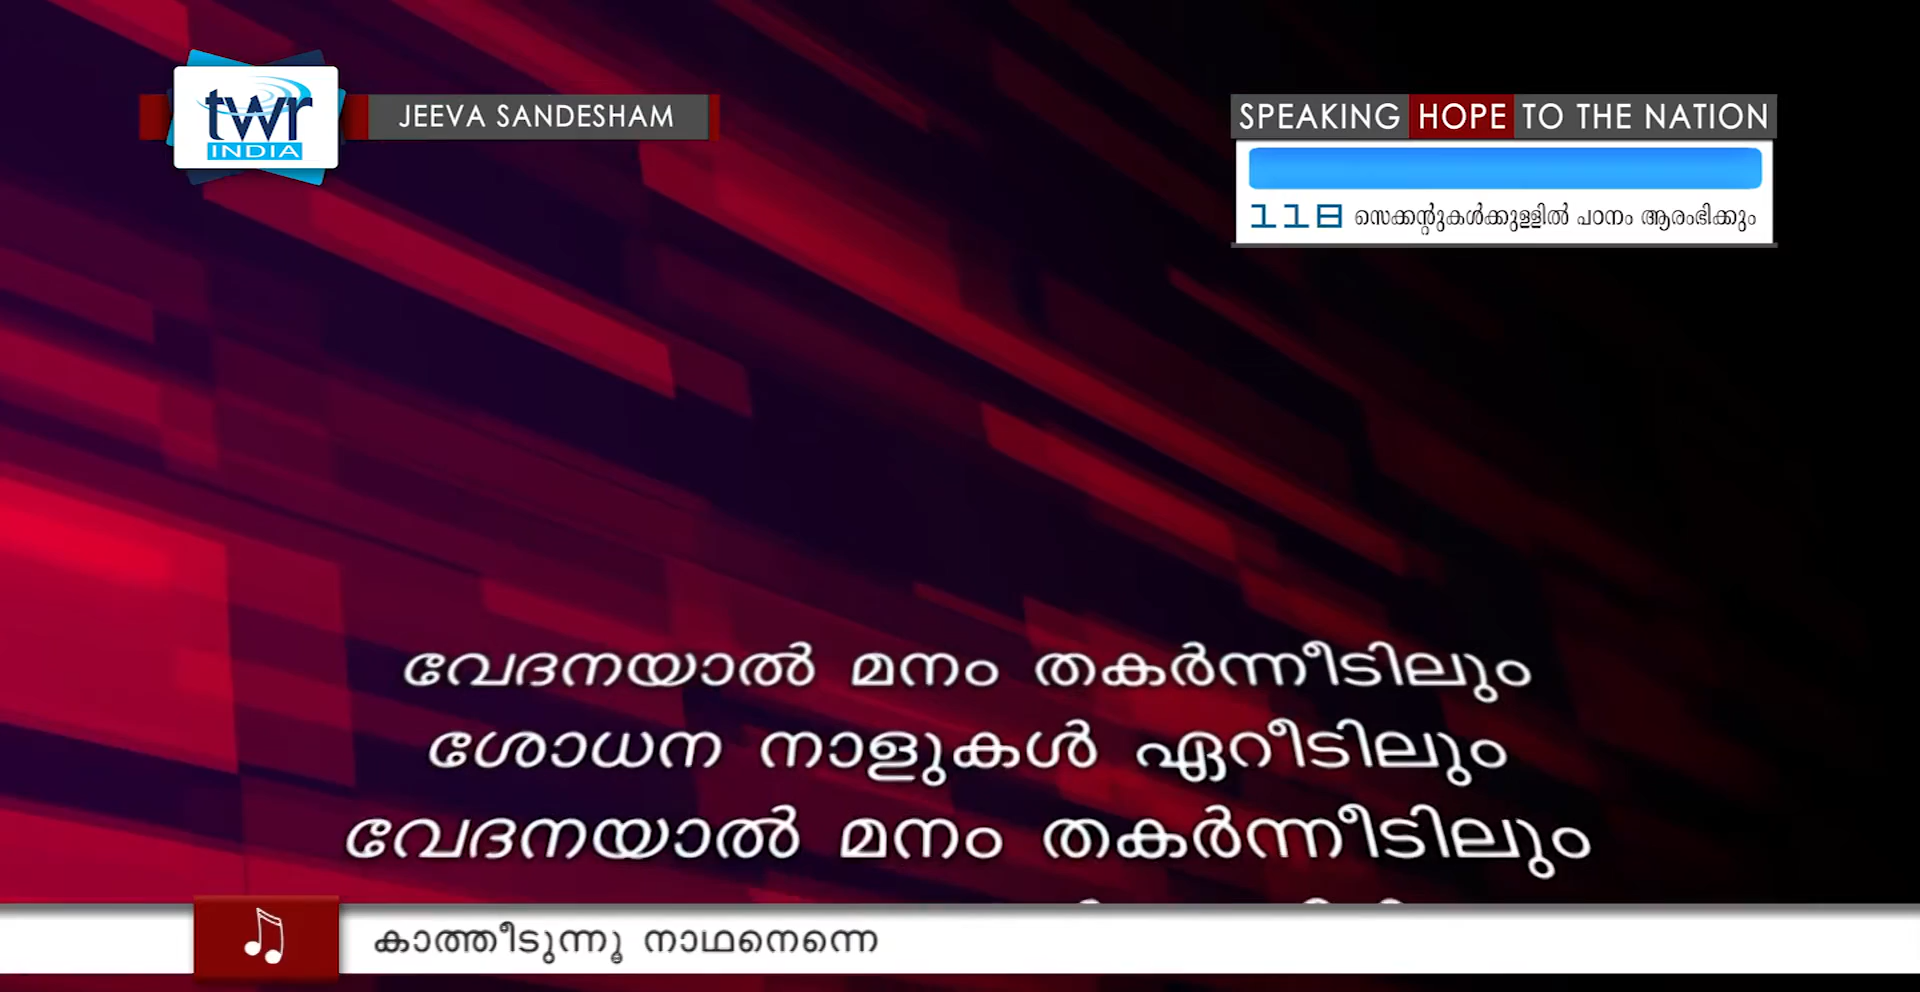 twr
INDIA
JEEVA SANDESHAM
SPEAKING HOPE TO THE NATION
118 സെക്കന്റുകൾക്കുള്ളിൽ പഠനം ആരംഭിക്കും
വേദനയാൽ മനം തകർന്നീടിലും
ശോധന നാളുകൾ ഏറീടിലും
വേദനയാൽ മനം തകർന്നീടിലും
കാത്തീടുന്നൂ നാഥനെന്നെ